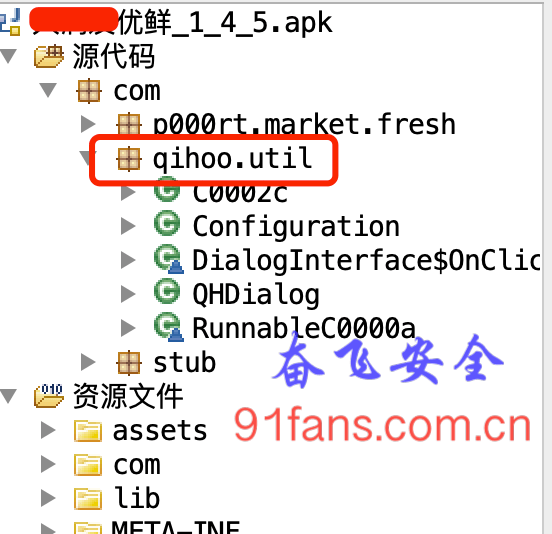 优鲜_1_4_5.apk
源代码
com
p000rt.market.fresh
qihoo.util
C0002c
Configuration
DialogInterface$OnClic
QHDialog
RunnableC0000a
stub
奋飞安全
资源文件
assets
91fans.com.cn
com
lib
META-INF